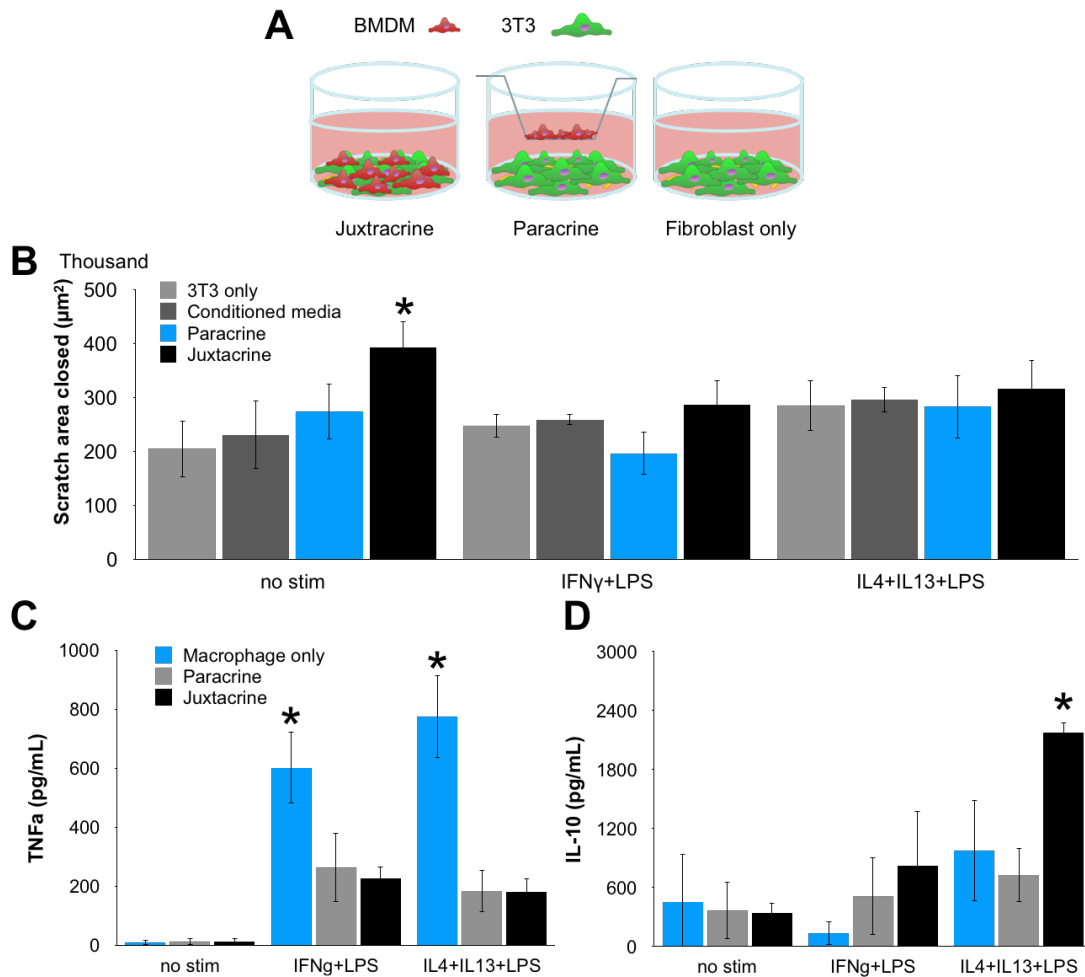 A
BMDM
3T3
Juxtracrine
Paracrine
Fibroblast only
B
Thousand
Scratch area closed (µm²)
500
400
300
200
100
0
3T3 only
Conditioned media
Paracrine
Juxtacrine
*
no stim
IFNγ+LPS
IL4+IL13+LPS
C
TNFa (pg/mL)
1000
800
600
400
200
0
Macrophage only
Paracrine
Juxtacrine
*
*
no stim
IFNg+LPS
IL4+IL13+LPS
D
IL-10 (pg/mL)
3000
2400
1800
1200
600
0
*
no stim
IFNg+LPS
IL4+IL13+LPS